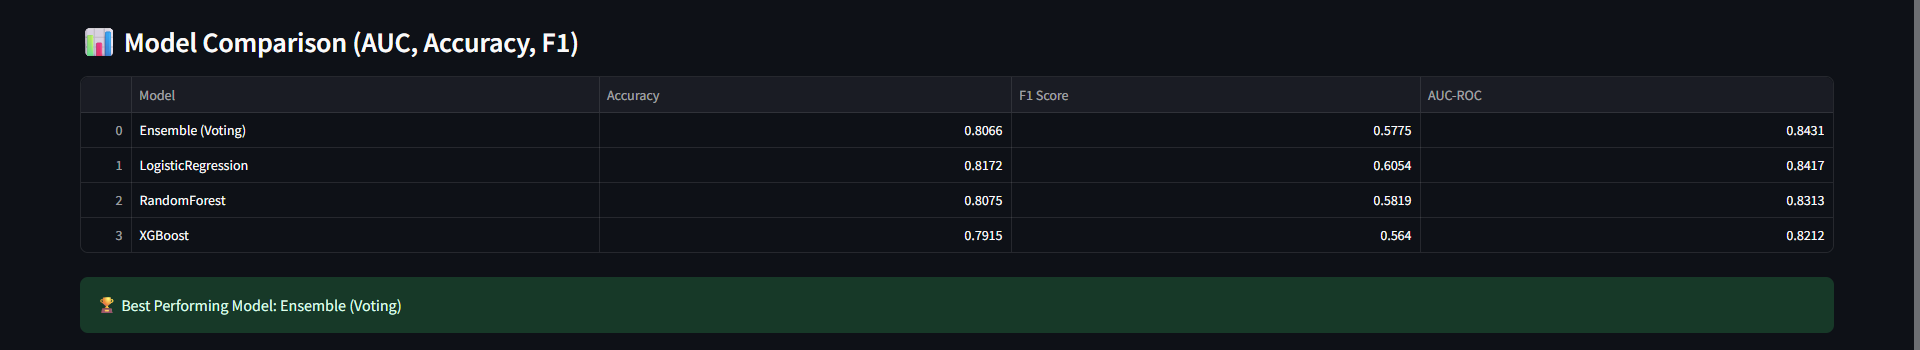 📊 Model Comparison (AUC, Accuracy, F1)
Model Accuracy F1 Score AUC-ROC
0 Ensemble (Voting) 0.8066 0.5775 0.8431
1 LogisticRegression 0.8172 0.6054 0.8417
2 RandomForest 0.8075 0.5819 0.8313
3 XGBoost 0.7915 0.564 0.8212
🏆 Best Performing Model: Ensemble (Voting)